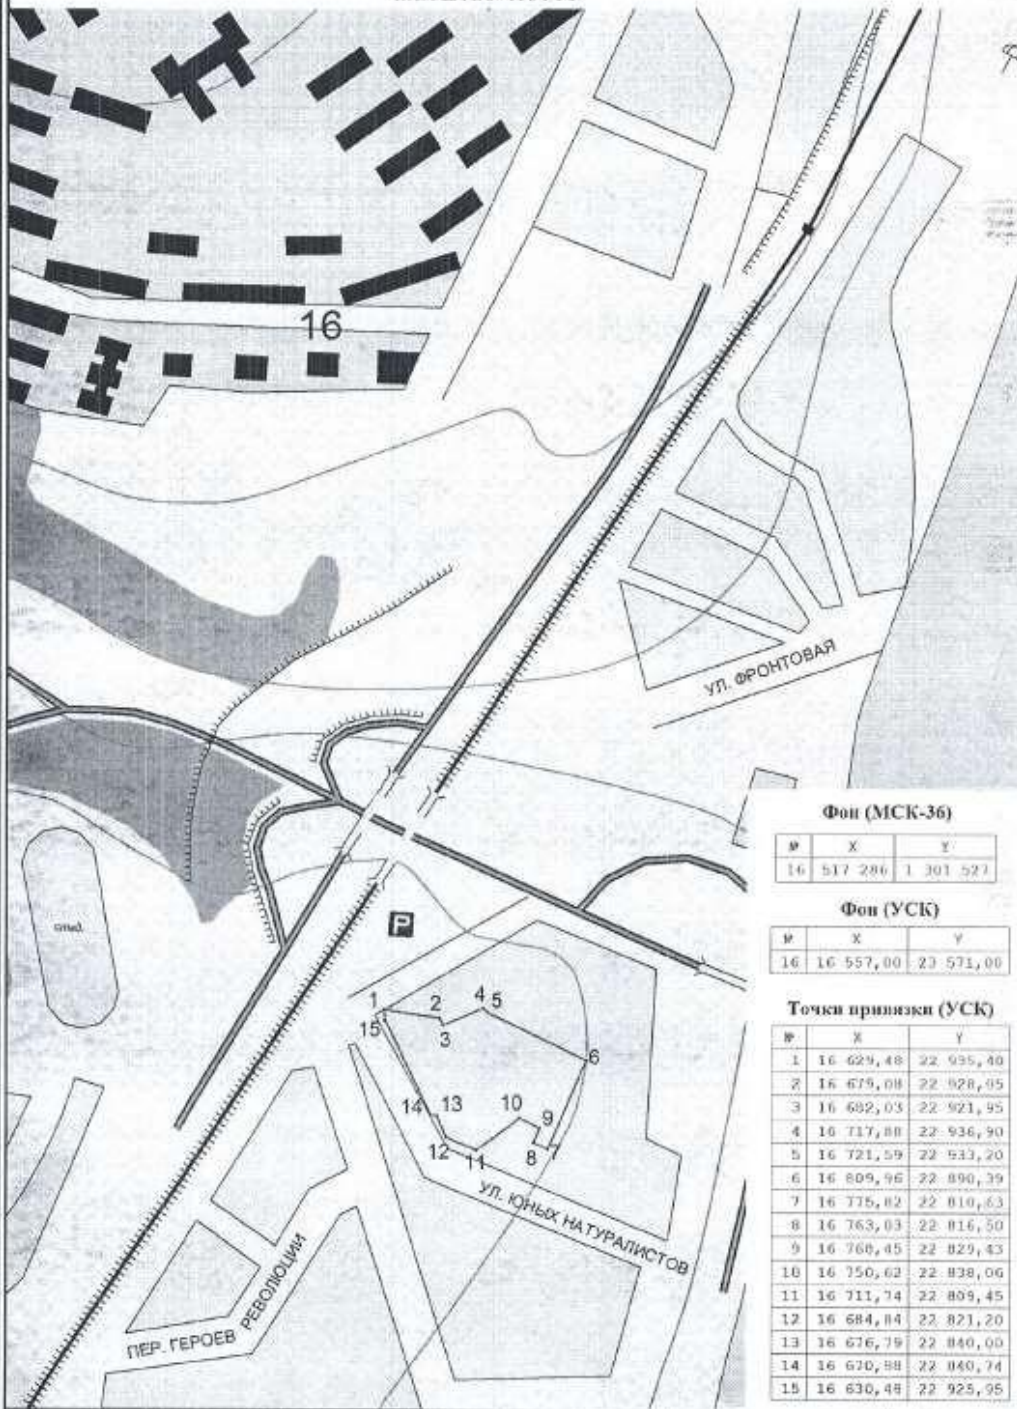 16
УЛ. ФРОНТОВАЯ
P
1
2
3
4 5
6
15
14 13
12
11
10
9
8 7
УЛ. ЮНЫХ НАТУРАЛИСТОВ
ПЕР. ГЕРОЕВ РЕВОЛЮЦИИ
Фон (МСК-36)
№ X Y
16 517 286 1 301 527
Фон (УСК)
№ X Y
16 16 557,00 23 571,00
Точки привязки (УСК)
№ X Y
1 16 629,48 22 935,40
2 16 679,08 22 928,95
3 16 682,03 22 921,95
4 16 717,88 22 936,90
5 16 721,59 22 933,20
6 16 809,96 22 890,39
7 16 775,82 22 810,63
8 16 763,03 22 816,50
9 16 768,45 22 829,43
10 16 750,62 22 838,06
11 16 711,74 22 809,45
12 16 684,84 22 821,20
13 16 676,79 22 840,00
14 16 670,98 22 840,74
15 16 630,48 22 925,95